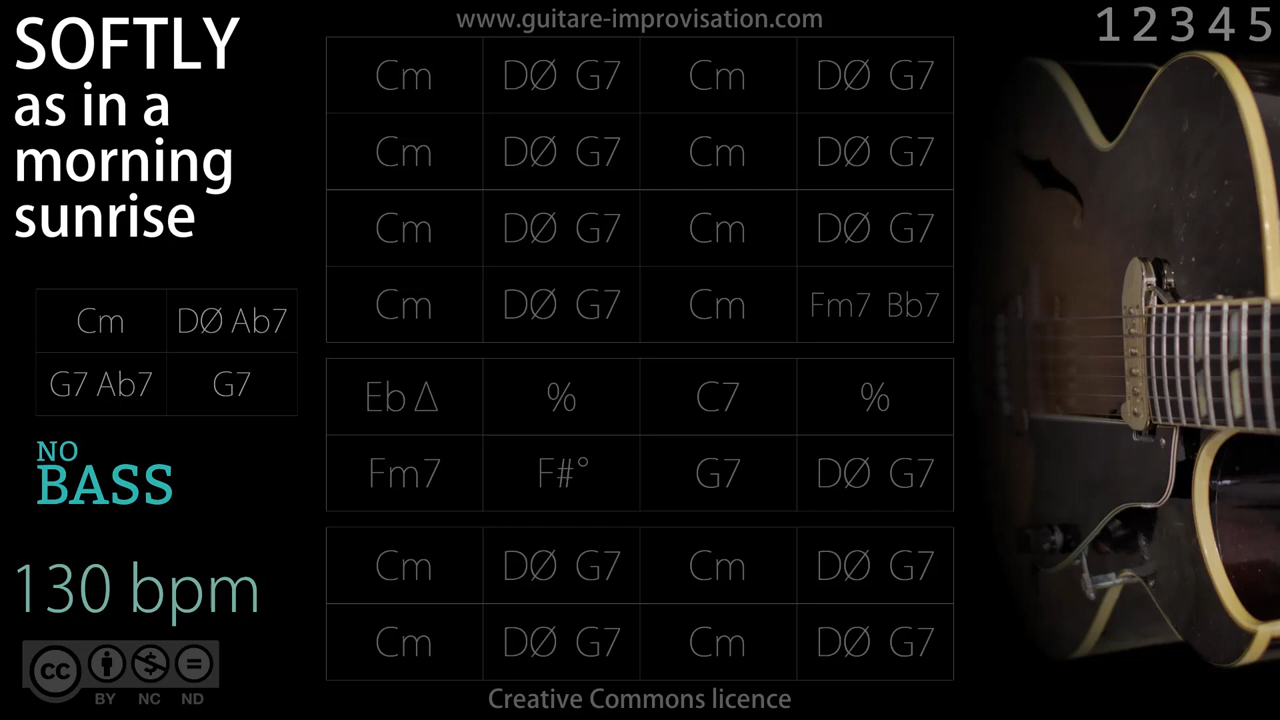 SOFTLY
as in a
morning
sunrise
Cm DØ Ab7
G7 Ab7 G7
NO
BASS
130 bpm
cc
BY NC ND
www.guitare-improvisation.com
Cm DØ G7 Cm DØ G7
Cm DØ G7 Cm DØ G7
Cm DØ G7 Cm DØ G7
Cm DØ G7 Cm Fm7 Bb7
Eb Δ % C7 %
Fm7 F#° G7 DØ G7
Cm DØ G7 Cm DØ G7
Cm DØ G7 Cm DØ G7
Creative Commons licence
1 2 3 4 5